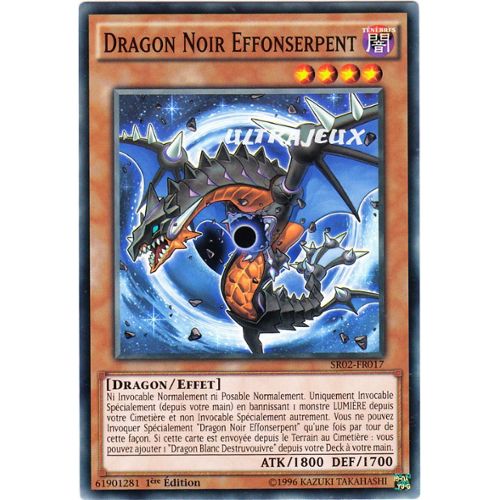 DRAGON NOIR EFFONSERPENT
TÉNÈBRES
闇
ULTRAJEUX
SR02-FR017
[DRAGON/EFFET]
Ni Invocable Normalement ni Posable Normalement. Uniquement Invocable
Spécialement (depuis votre main) en bannissant 1 monstre LUMIÈRE depuis
votre Cimetière et non Invocable Spécialement autrement. Vous ne pouvez
Invoquer Spécialement "Dragon Noir Effonserpent" qu'une fois par tour de
cette façon. Si cette carte est envoyée depuis le Terrain au Cimetière : vous
pouvez ajouter 1 "Dragon Blanc Destruvouivre" depuis votre Deck à votre main.
ATK/1800 DEF/1700
61901281 1ère Édition ©1996 KAZUKI TAKAHASHI